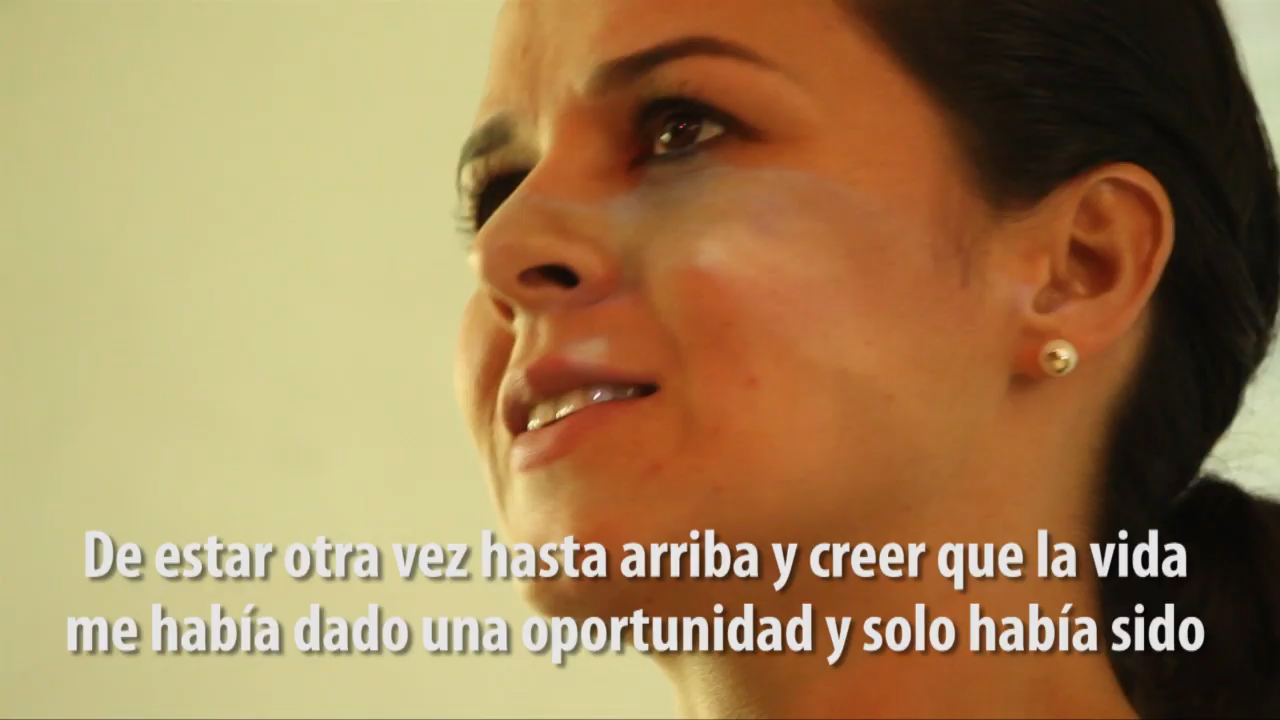 De estar otra vez hasta arriba y creer que la vida
me había dado una oportunidad y solo había sido